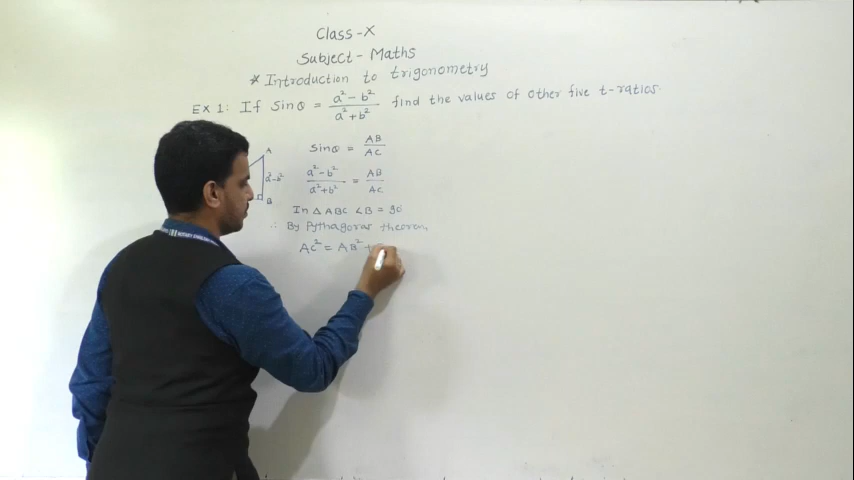 Class-X
Subject- Maths
* Introduction to trigonometry
EX 1: If Sinθ = a²-b² / a²+b² find the values of other five t-ratios.
A
a²-b²
B
Sinθ = AB / AC
a²-b² / a²+b² = AB / AC
In △ABC ∠B = 90
∴ By Pythagoras theorem,
AC² = AB² +